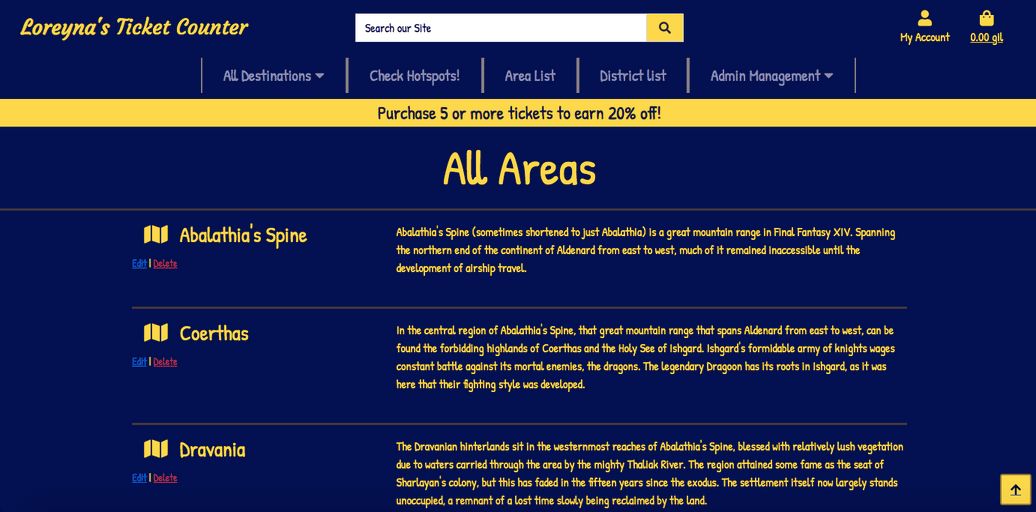 Loreyna's Ticket Counter
Search our Site
My Account
0.00 gil
All Destinations
Check Hotspots!
Area List
District list
Admin Management
Purchase 5 or more tickets to earn 20% off!
All Areas
Abalathia's Spine
Edit | Delete
Abalathia's Spine (sometimes shortened to just Abalathia) is a great mountain range in Final Fantasy XIV. Spanning
the northern end of the continent of Aldenard from east to west, much of it remained inaccessible until the
development of airship travel.
Coerthas
Edit | Delete
In the central region of Abalathia's Spine, that great mountain range that spans Aldenard from east to west, can be
found the forbidding highlands of Coerthas and the Holy See of Ishgard. Ishgard's formidable army of knights wages
constant battle against its mortal enemies, the dragons. The legendary Dragoon has its roots in Ishgard, as it was
here that their fighting style was developed.
Dravania
Edit | Delete
The Dravanian hinterlands sit in the westernmost reaches of Abalathia's Spine, blessed with relatively lush vegetation
due to waters carried through the area by the mighty Thaliak River. The region attained some fame as the seat of
Sharlayan's colony, but this has faded in the fifteen years since the exodus. The settlement itself now largely stands
unoccupied, a remnant of a lost time slowly being reclaimed by the land.